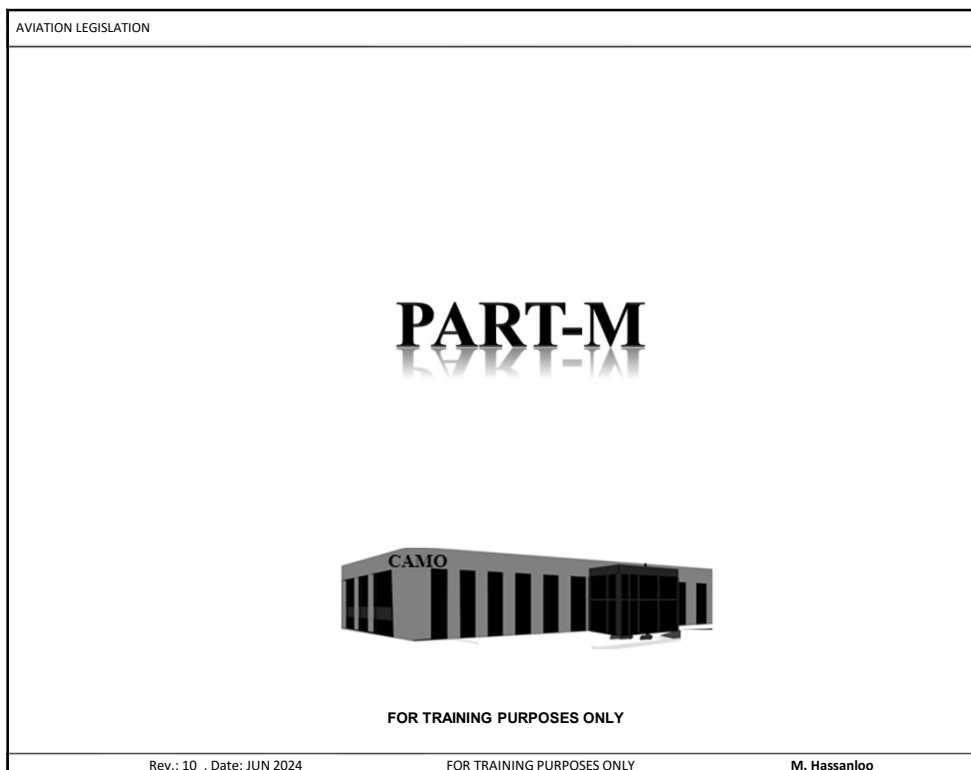 AVIATION LEGISLATION
PART-M
CAMO
FOR TRAINING PURPOSES ONLY
Rev.: 10 , Date: JUN 2024 FOR TRAINING PURPOSES ONLY M. Hassanloo